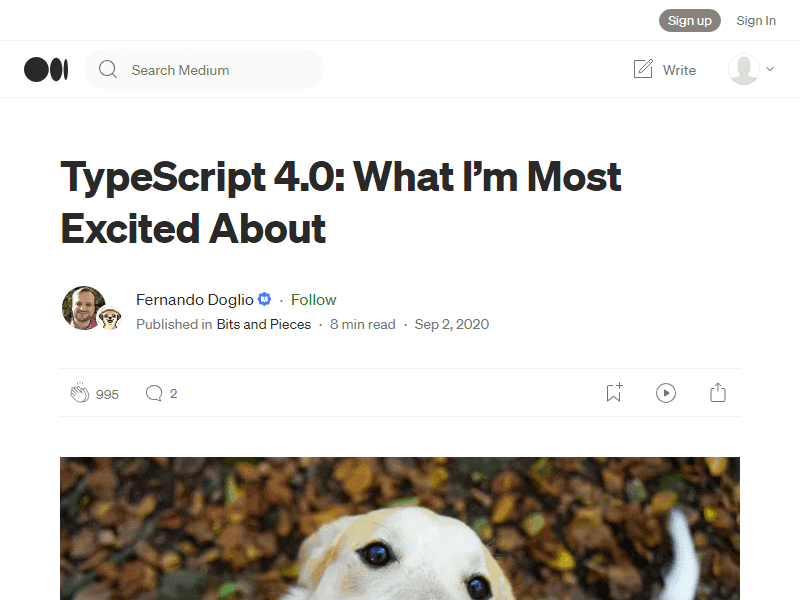 Sign up Sign In
Search Medium Write
TypeScript 4.0: What I’m Most
Excited About
Fernando Doglio · Follow
Published in Bits and Pieces · 8 min read · Sep 2, 2020
995 2